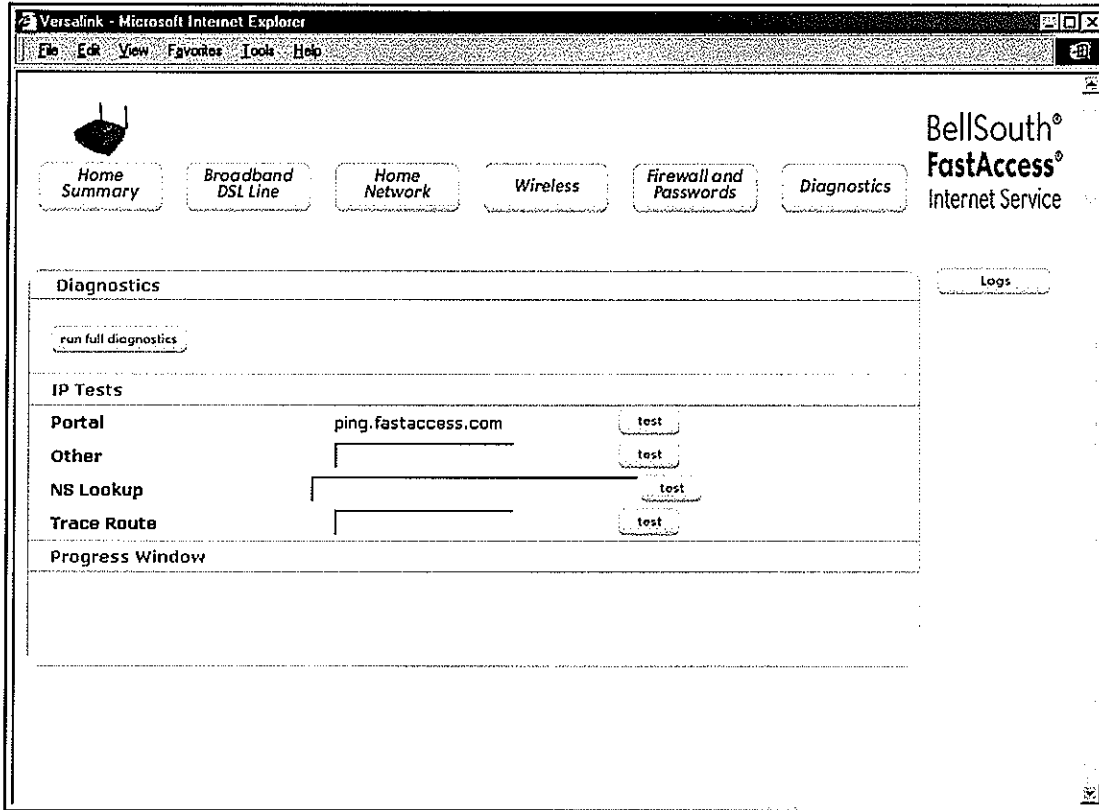 Versalink - Microsoft Internet Explorer
File Edit View Favorites Tools Help
BellSouth®
FastAccess®
Internet Service
Home Summary
Broadband DSL Line
Home Network
Wireless
Firewall and Passwords
Diagnostics
Diagnostics
Logs
run full diagnostics
IP Tests
Portal ping.fastaccess.com test
Other test
NS Lookup test
Trace Route test
Progress Window